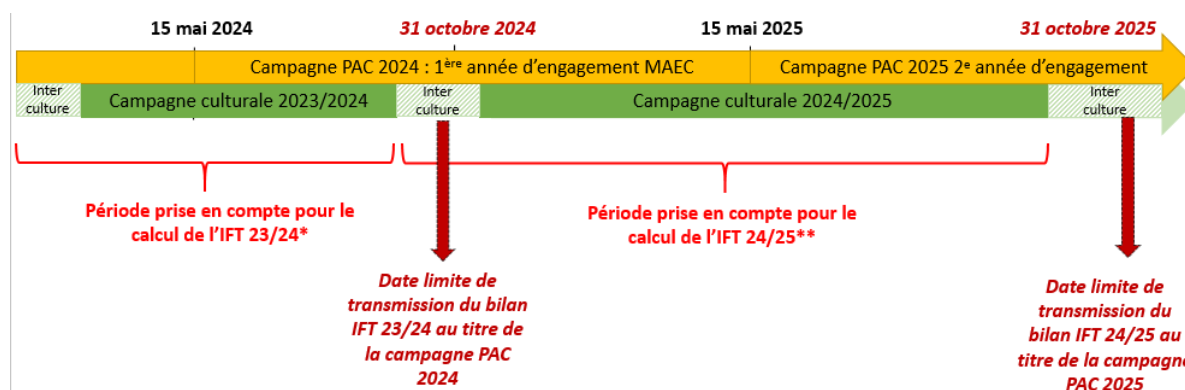 15 mai 2024 31 octobre 2024 15 mai 2025 31 octobre 2025
Campagne PAC 2024 : 1ère année d'engagement MAEC Campagne PAC 2025 2e année d'engagement
Inter
culture
Campagne culturale 2023/2024
Inter
culture
Campagne culturale 2024/2025
Inter
culture
Période prise en compte pour le
calcul de l'IFT 23/24*
Période prise en compte pour le
calcul de l'IFT 24/25**
Date limite de
transmission du bilan
IFT 23/24 au titre de
la campagne PAC
2024
Date limite de
transmission du
bilan IFT 24/25 au
titre de la campagne
PAC 2025